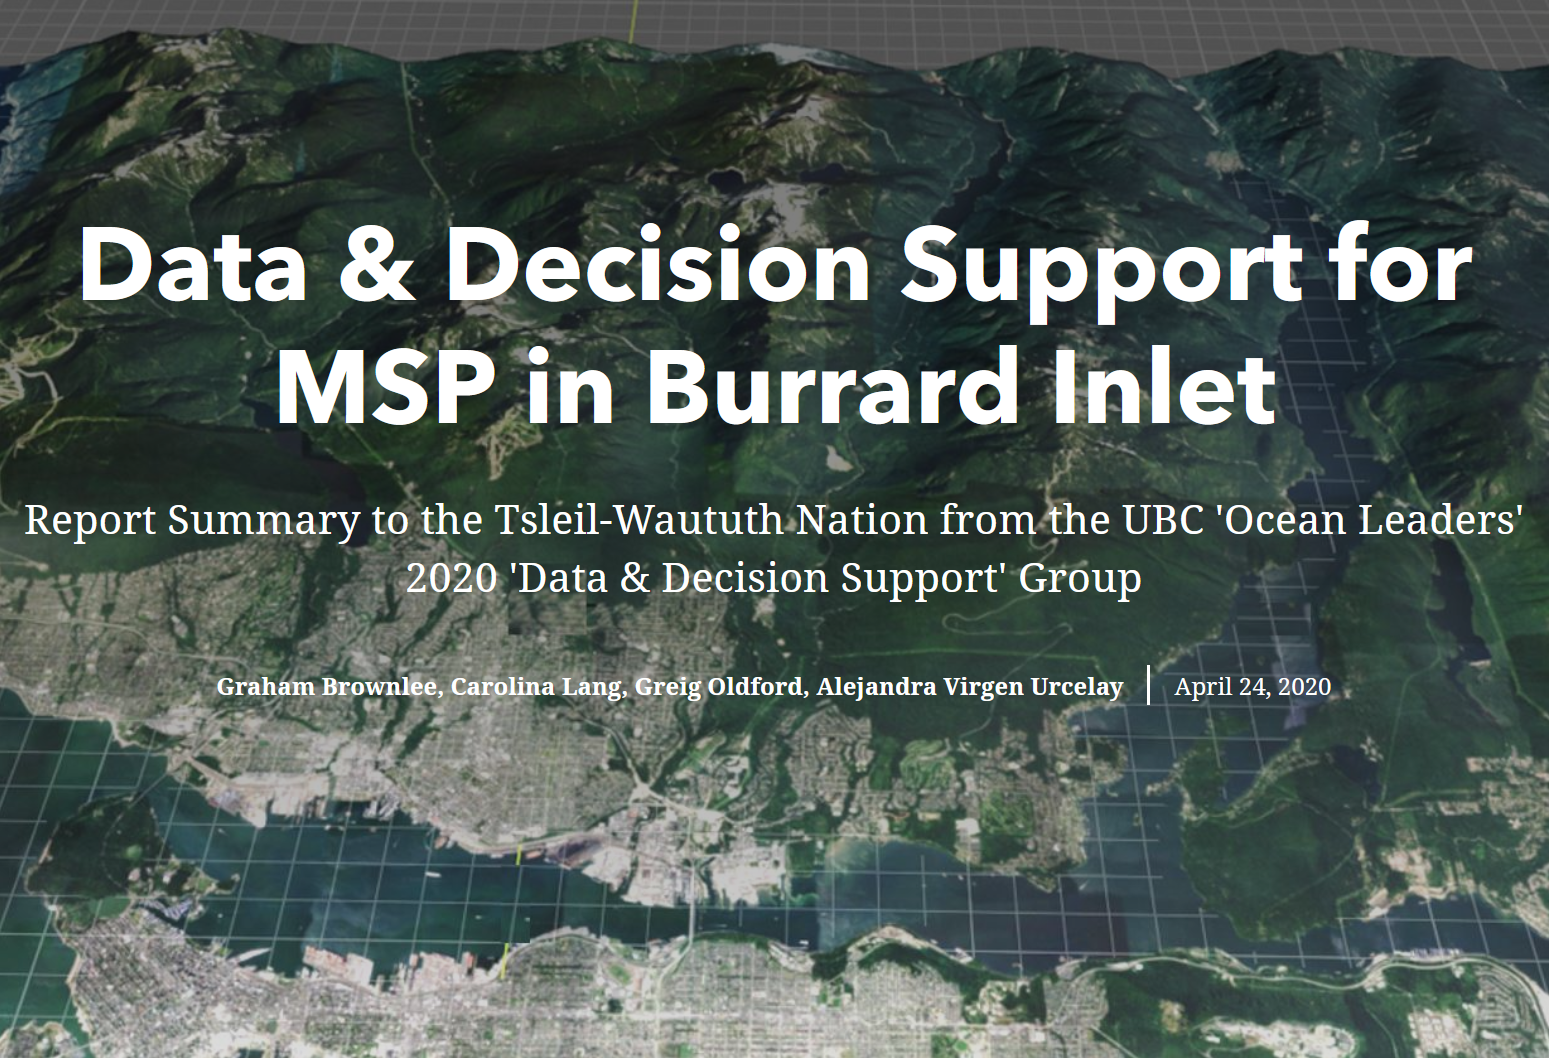 Data & Decision Support for
MSP in Burrard Inlet
Report Summary to the Tsleil-Waututh Nation from the UBC 'Ocean Leaders'
2020 'Data & Decision Support' Group
Graham Brownlee, Carolina Lang, Greig Oldford, Alejandra Virgen Urcelay | April 24, 2020